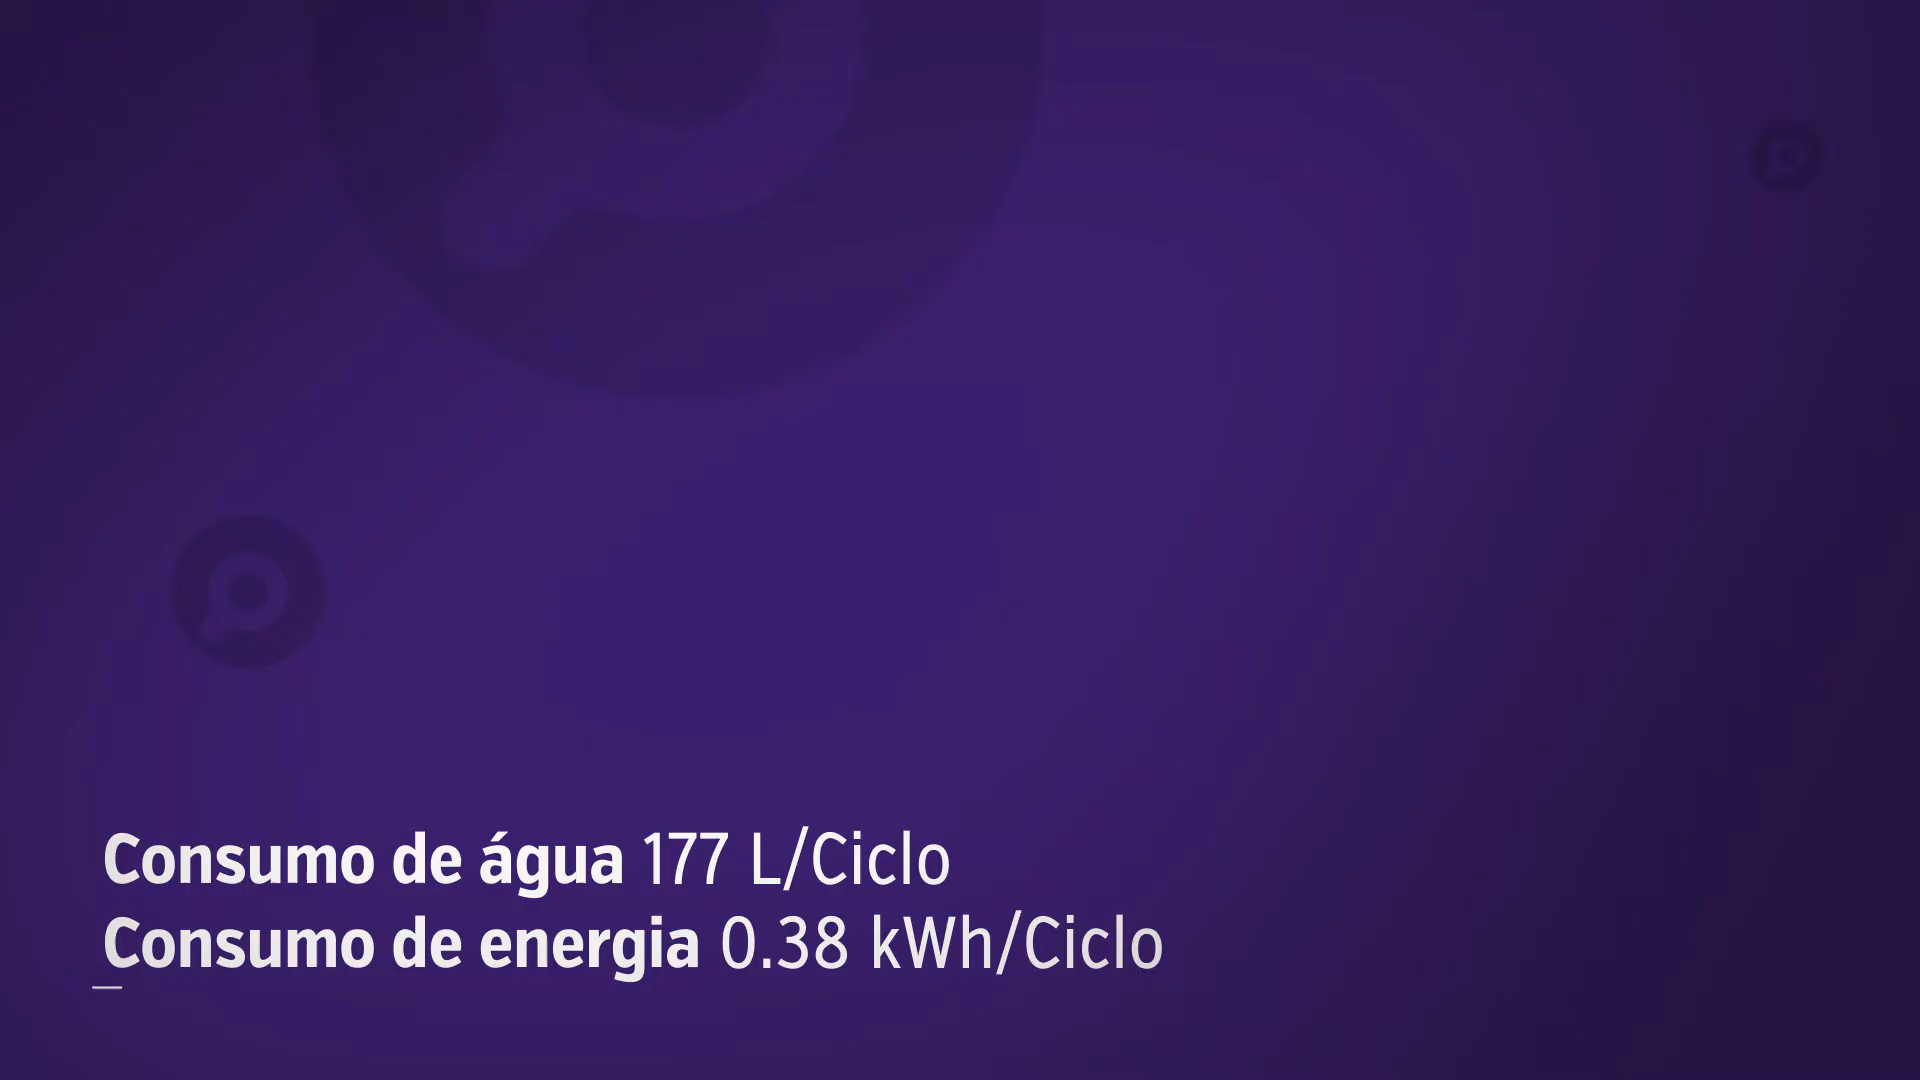 Consumo de água 177 L/Ciclo
Consumo de energia 0.38 kWh/Ciclo